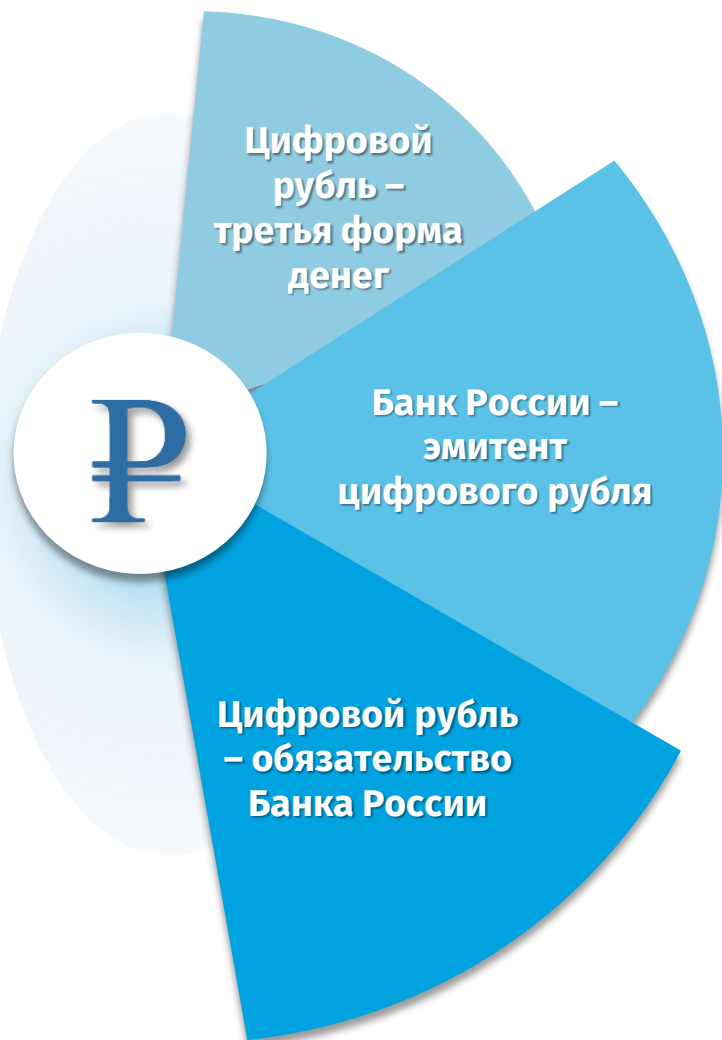 Цифровой
рубль –
третья форма
денег
₽
Банк России –
эмитент
цифрового рубля
Цифровой рубль
– обязательство
Банка России